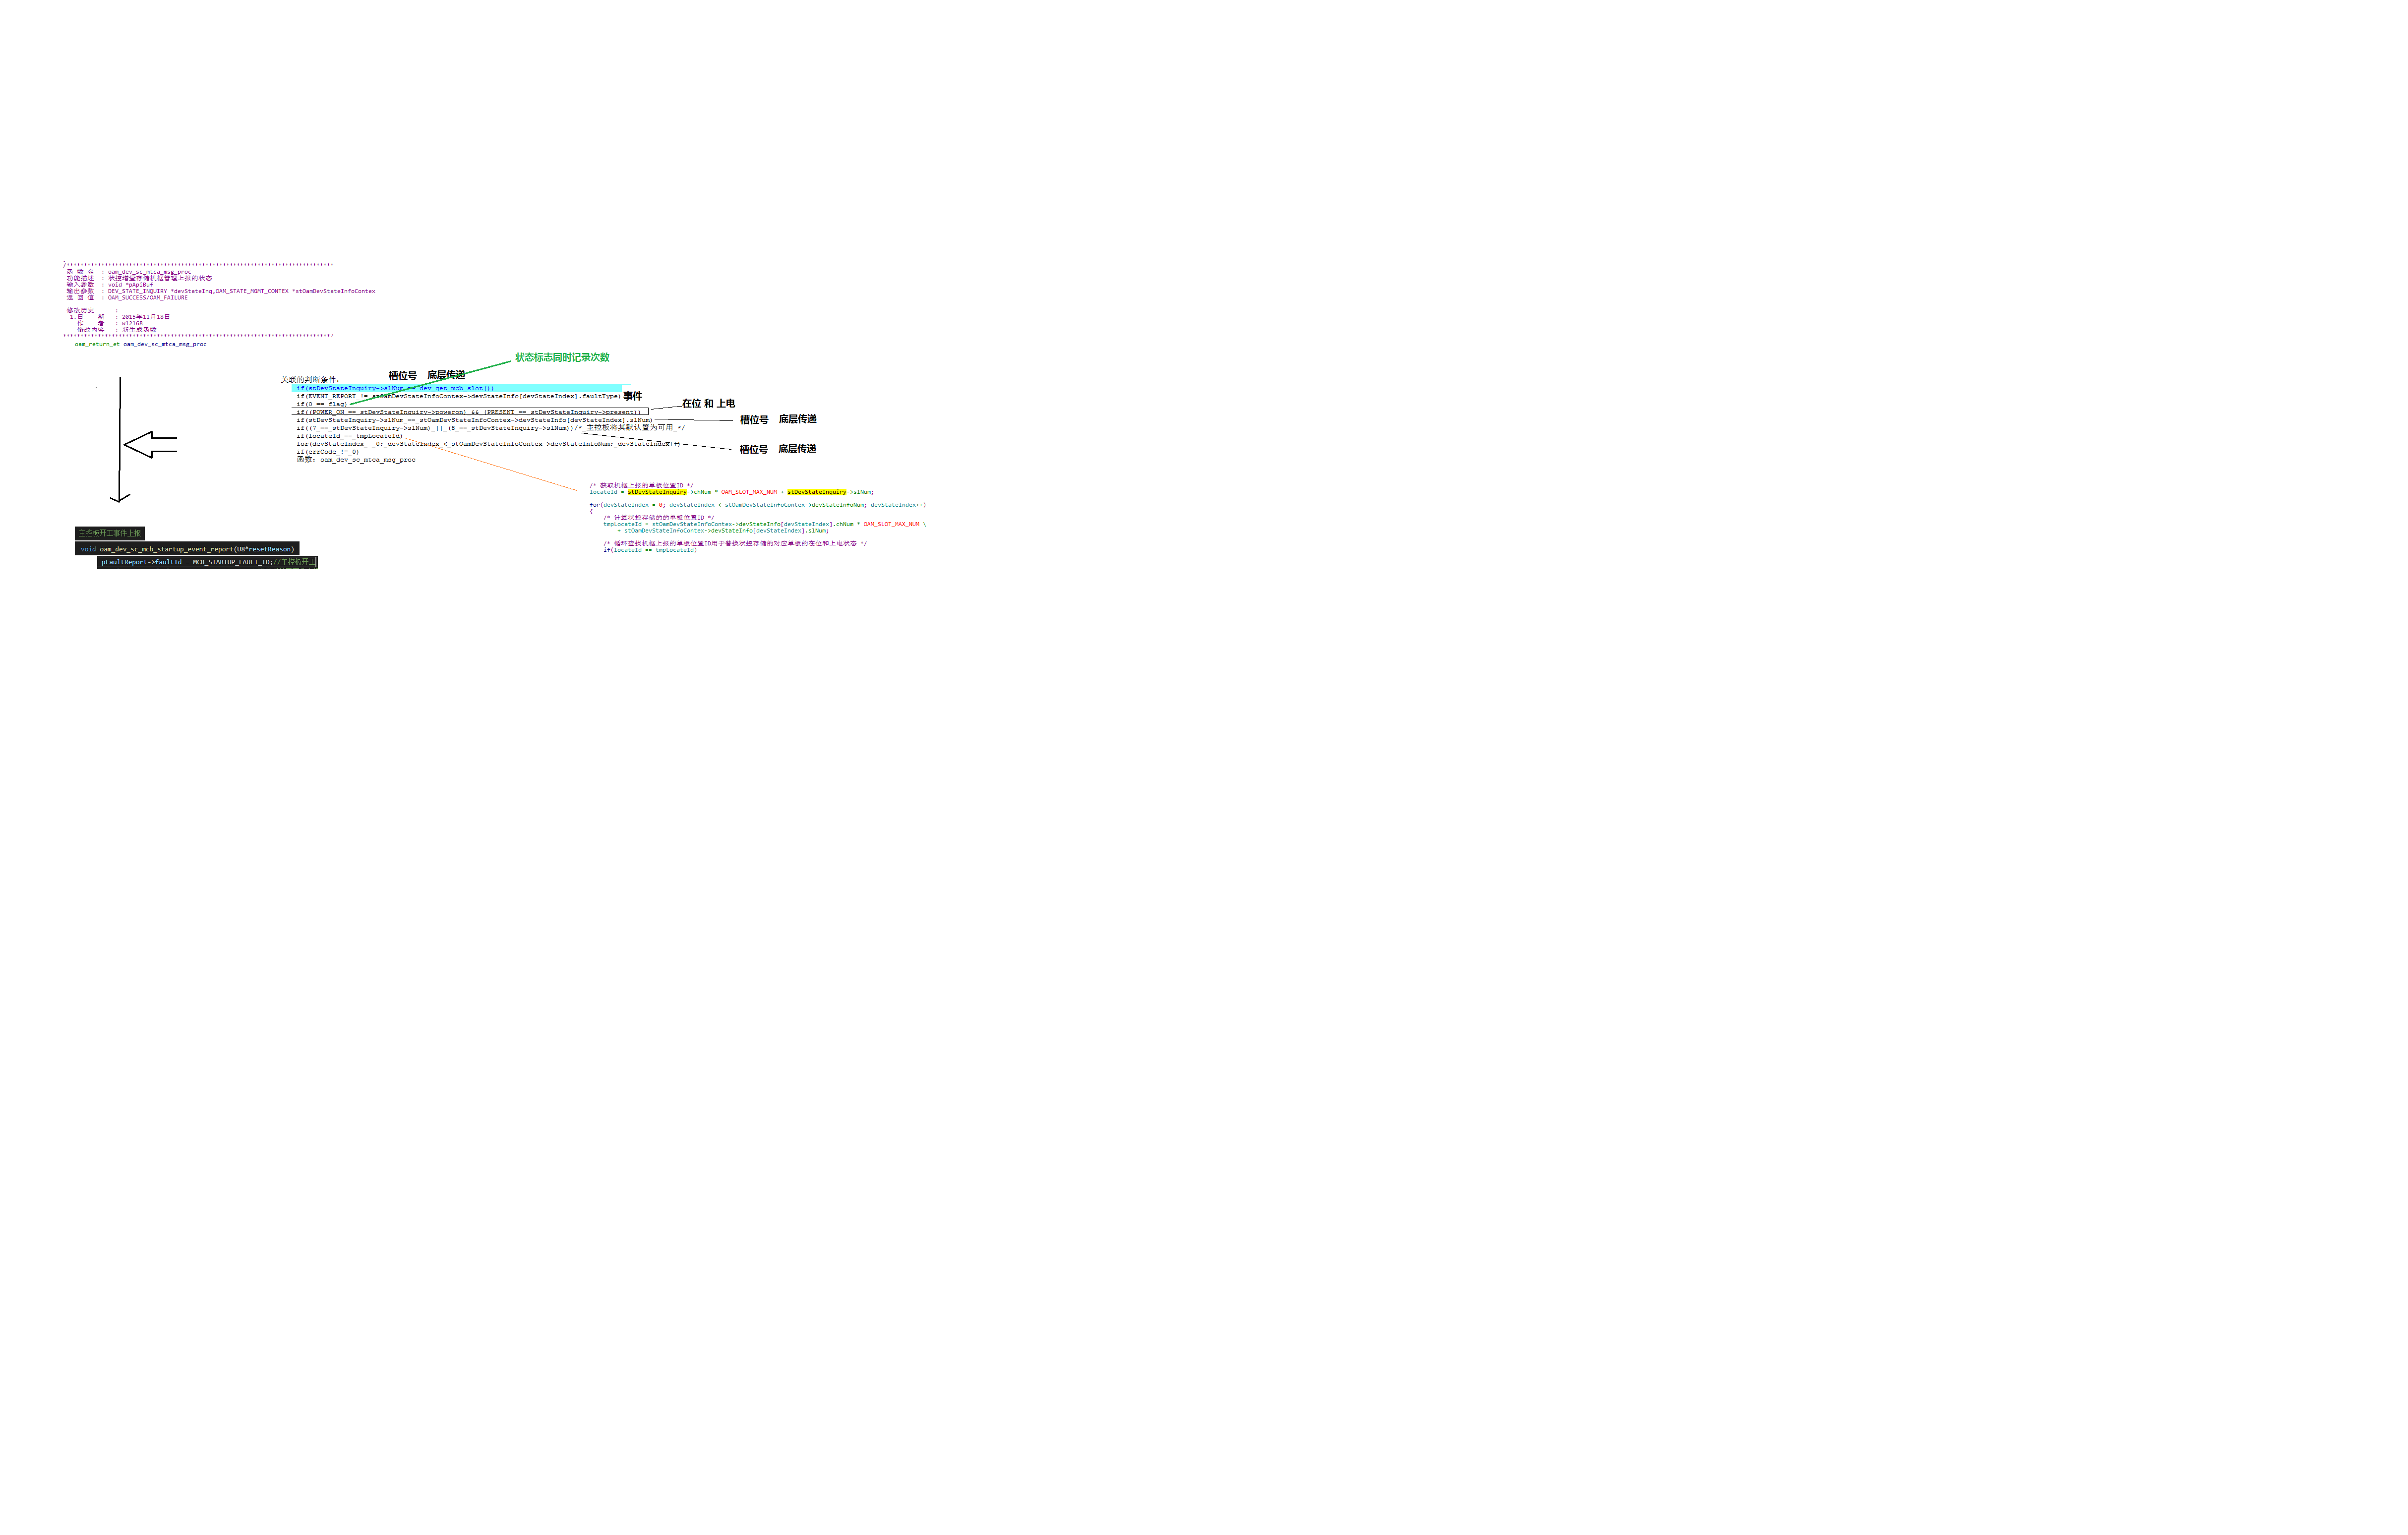 /*****************************************************************************
函 数 名  : oam_dev_sc_mtca_msg_proc
功能描述  : 状控增量存储机框管理上报的状态
输入参数  : void *pApiBuf
输出参数  : DEV_STATE_INQUIRY *devStateInq,OAM_STATE_MGMT_CONTEX *stOamDevStateInfoContex
返 回 值  : OAM_SUCCESS/OAM_FAILURE
修改历史      :
1.日    期   : 2015年11月18日
作    者   : w12168
修改内容   : 新生成函数
*****************************************************************************/
oam_return_et oam_dev_sc_mtca_msg_proc
状态标志同时记录次数
关联的判断条件:
槽位号 底层传递
if(stDevStateInquiry->slNum == dev_get_mcb_slot())
if(EVENT_REPORT != stOamDevStateInfoContex->devStateInfo[devStateIndex].faultType) 事件
if(0 == flag)
if((POWER_ON == stDevStateInquiry->poweron) && (PRESENT == stDevStateInquiry->present)) 在位 和 上电
if(stDevStateInquiry->slNum == stOamDevStateInfoContex->devStateInfo[devStateIndex].slNum) 槽位号 底层传递
if((7 == stDevStateInquiry->slNum) || (8 == stDevStateInquiry->slNum))/* 主控板将其默认置为可用 */
if(locateId == tmpLocateId)
for(devStateIndex = 0; devStateIndex < stOamDevStateInfoContex->devStateInfoNum; devStateIndex++)
槽位号 底层传递
if(errCode != 0)
函数: oam_dev_sc_mtca_msg_proc
/* 获取机框上报的单板位置ID */
locateId = stDevStateInquiry->chNum * OAM_SLOT_MAX_NUM + stDevStateInquiry->slNum;
for(devStateIndex = 0; devStateIndex < stOamDevStateInfoContex->devStateInfoNum; devStateIndex++)
{
/* 计算状控存储的的单板位置ID */
tmpLocateId = stOamDevStateInfoContex->devStateInfo[devStateIndex].chNum * OAM_SLOT_MAX_NUM \
+ stOamDevStateInfoContex->devStateInfo[devStateIndex].slNum;
/* 循环查找机框上报的单板位置ID用于替换状控存储的对应单板的在位和上电状态 */
if(locateId == tmpLocateId)
主控板开工事件上报
void oam_dev_sc_mcb_startup_event_report(U8*resetReason)
pFaultReport->faultId = MCB_STARTUP_FAULT_ID;//主控板开工